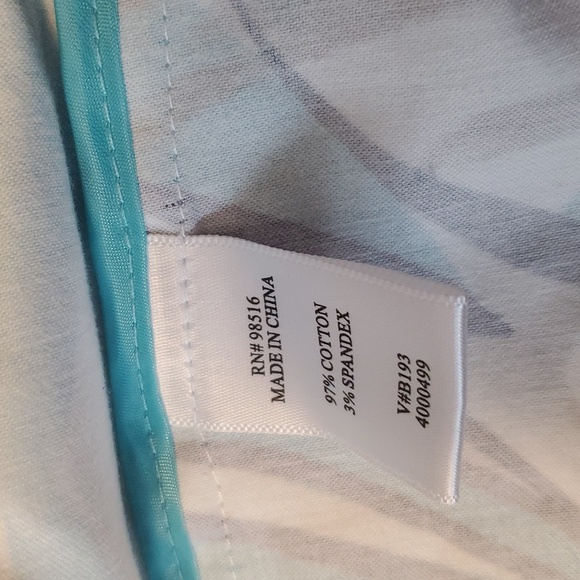 RN# 98516
MADE IN CHINA
97% COTTON
3% SPANDEX
V#B193
4000499